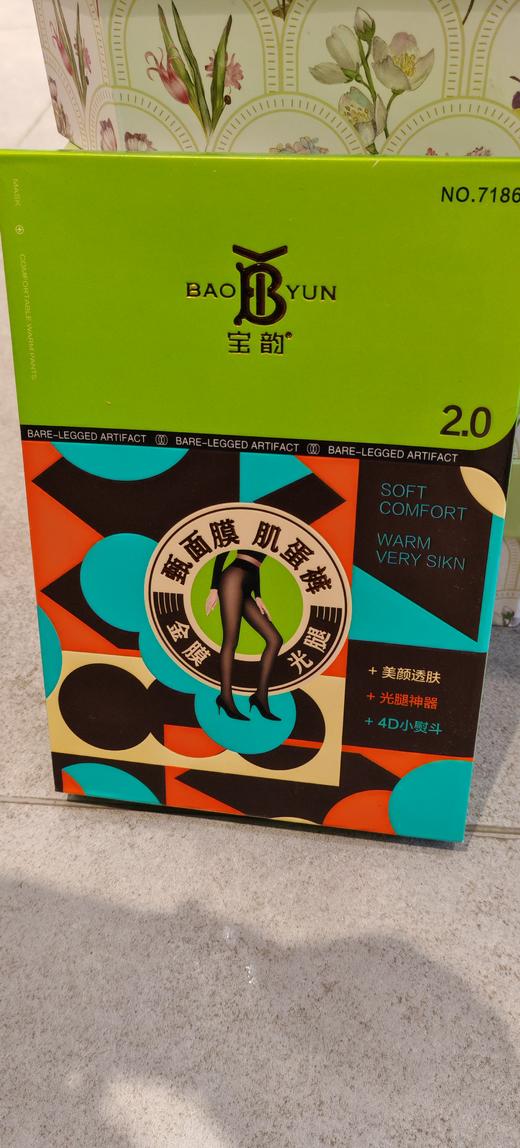 NO.7186
MASK
COMFORTABLE WARM PANTS
BAO YUN
宝韵
2.0
BARE-LEGGED ARTIFACT BARE-LEGGED ARTIFACT BARE-LEGGED ARTIFACT
SOFT
COMFORT
WARM
VERY SIKN
甄面膜 肌蛋裤
金膜 光腿
+ 美颜透肤
+ 光腿神器
+ 4D小熨斗